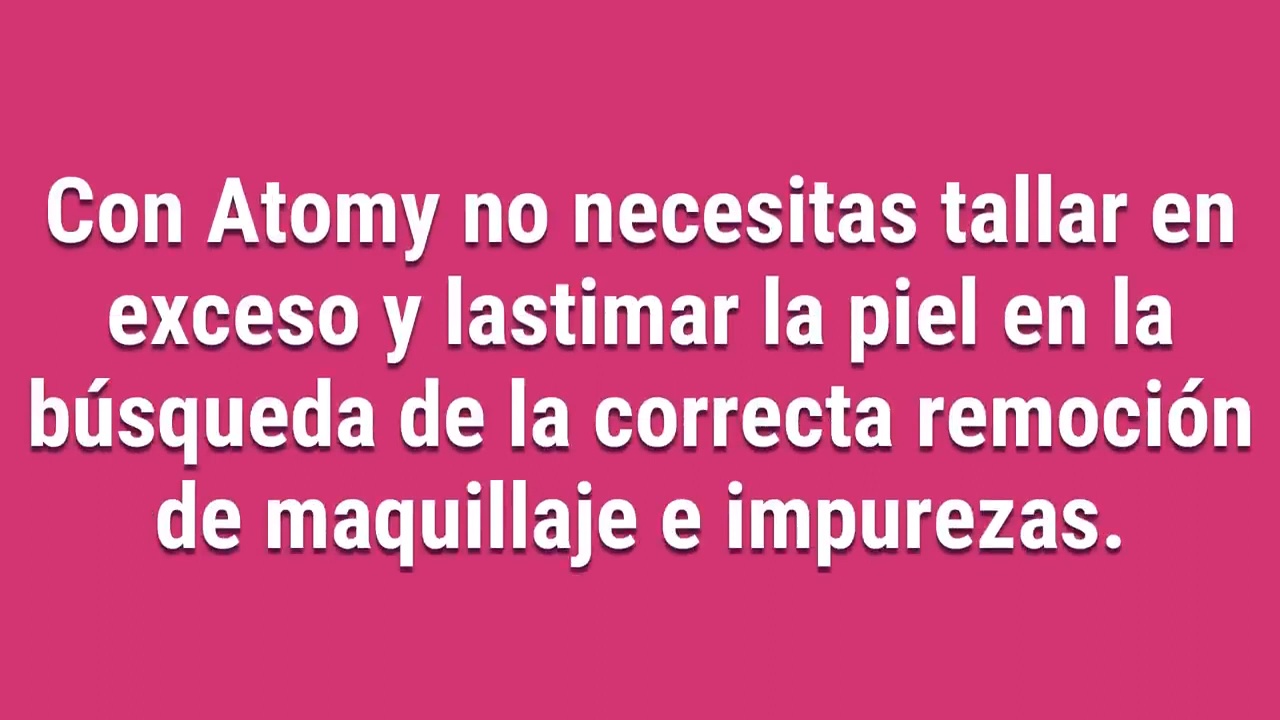 Con Atomy no necesitas tallar en
exceso y lastimar la piel en la
búsqueda de la correcta remoción
de maquillaje e impurezas.